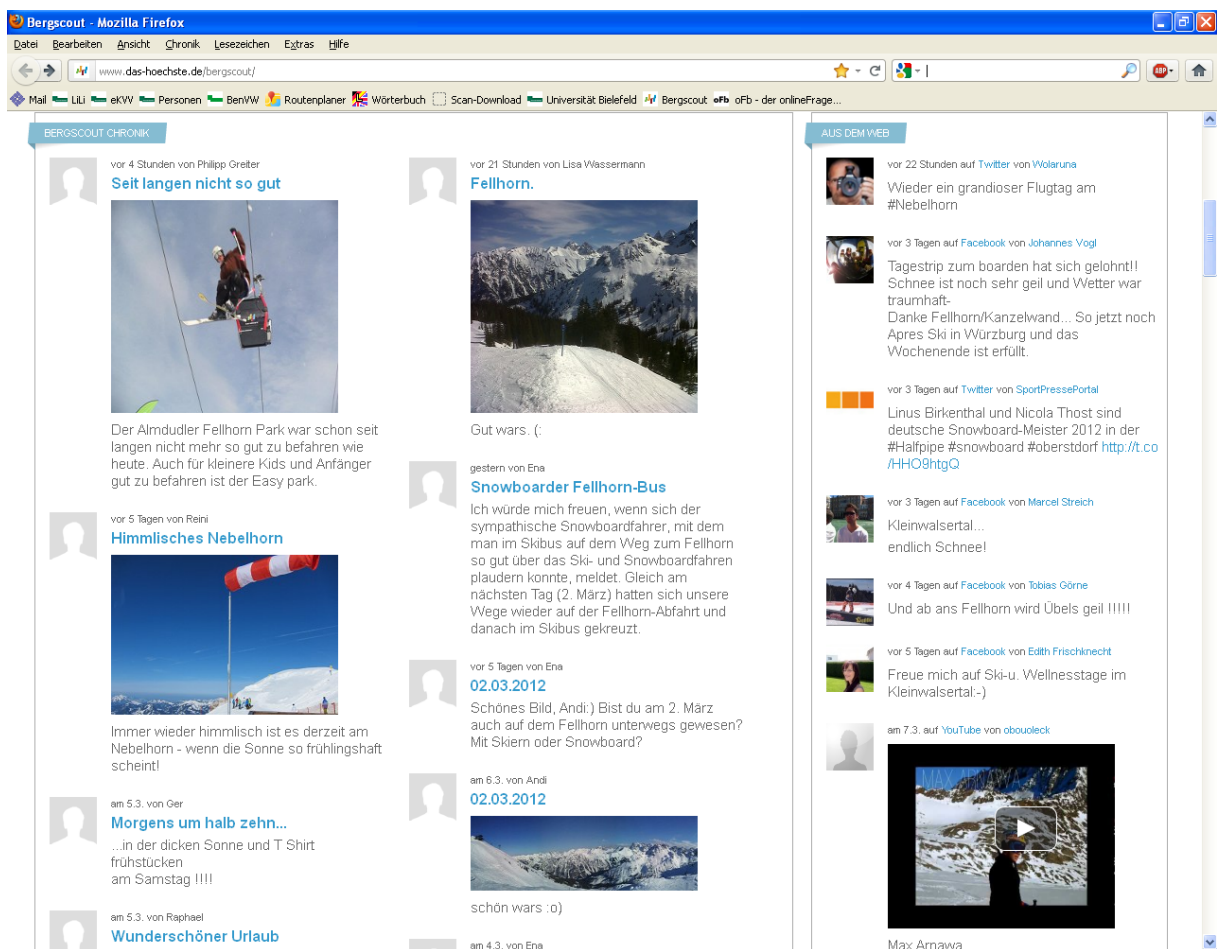 Bergscout - Mozilla Firefox
Datei Bearbeiten Ansicht Chronik Lesezeichen Extras Hilfe
www.das-hoechste.de/bergscout/
ABP
Mail LiLi eKVV Personen BenVW Routenplaner Wörterbuch Scan-Download Universität Bielefeld Bergscout oFb oFb - der onlineFrage...
BERGSCOUT CHRONIK
vor 4 Stunden von Philipp Greiter
Seit langen nicht so gut
Der Almdudler Fellhorn Park war schon seit
langen nicht mehr so gut zu befahren wie
heute. Auch für kleinere Kids und Anfänger
gut zu befahren ist der Easy park.
vor 5 Tagen von Reini
Himmlisches Nebelhorn
Immer wieder himmlisch ist es derzeit am
Nebelhorn - wenn die Sonne so frühlingshaft
scheint!
am 5.3. von Ger
Morgens um halb zehn...
...in der dicken Sonne und T Shirt
frühstücken
am Samstag !!!!
am 5.3. von Raphael
Wunderschöner Urlaub
vor 21 Stunden von Lisa Wassermann
Fellhorn.
Gut wars. (:
gestern von Ena
Snowboarder Fellhorn-Bus
Ich würde mich freuen, wenn sich der
sympathische Snowboardfahrer, mit dem
man im Skibus auf dem Weg zum Fellhorn
so gut über das Ski- und Snowboardfahren
plaudern konnte, meldet. Gleich am
nächsten Tag (2. März) hatten sich unsere
Wege wieder auf der Fellhorn-Abfahrt und
danach im Skibus gekreuzt.
vor 5 Tagen von Ena
02.03.2012
Schönes Bild, Andi:) Bist du am 2. März
auch auf dem Fellhorn unterwegs gewesen?
Mit Skiern oder Snowboard?
am 6.3. von Andi
02.03.2012
schön wars :o)
am 4.3. von Ena
AUS DEM WEB
vor 22 Stunden auf Twitter von Wolaruna
Wieder ein grandioser Flugtag am
#Nebelhorn
vor 3 Tagen auf Facebook von Johannes Vogl
Tagestrip zum boarden hat sich gelohnt!!
Schnee ist noch sehr geil und Wetter war
traumhaft-
Danke Fellhorn/Kanzelwand... So jetzt noch
Apres Ski in Würzburg und das
Wochenende ist erfüllt.
vor 3 Tagen auf Twitter von SportPressePortal
Linus Birkenthal und Nicola Thost sind
deutsche Snowboard-Meister 2012 in der
#Halfpipe #snowboard #oberstdorf http://t.co
/HHO9htgQ
vor 3 Tagen auf Facebook von Marcel Streich
Kleinwalsertal...
endlich Schnee!
vor 4 Tagen auf Facebook von Tobias Görne
Und ab ans Fellhorn wird Übels geil !!!!!
vor 5 Tagen auf Facebook von Edith Frischknecht
Freue mich auf Ski-u. Wellnesstage im
Kleinwalsertal:-)
am 7.3. auf YouTube von obouoleck
MAX ARNAWA
Max Arnawa